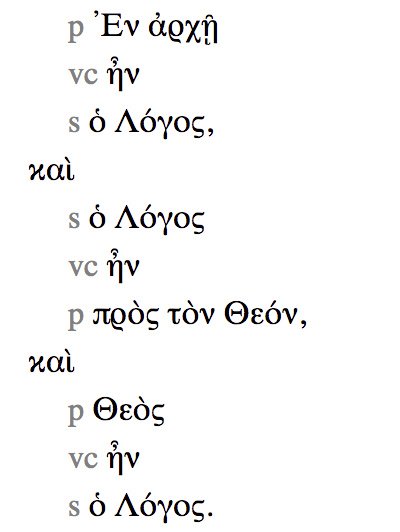 p Ἐν ἀρχῇ
vc ἦν
s ὁ Λόγος,
καὶ
s ὁ Λόγος
vc ἦν
p πρὸς τὸν Θεόν,
καὶ
p Θεὸς
vc ἦν
s ὁ Λόγος.